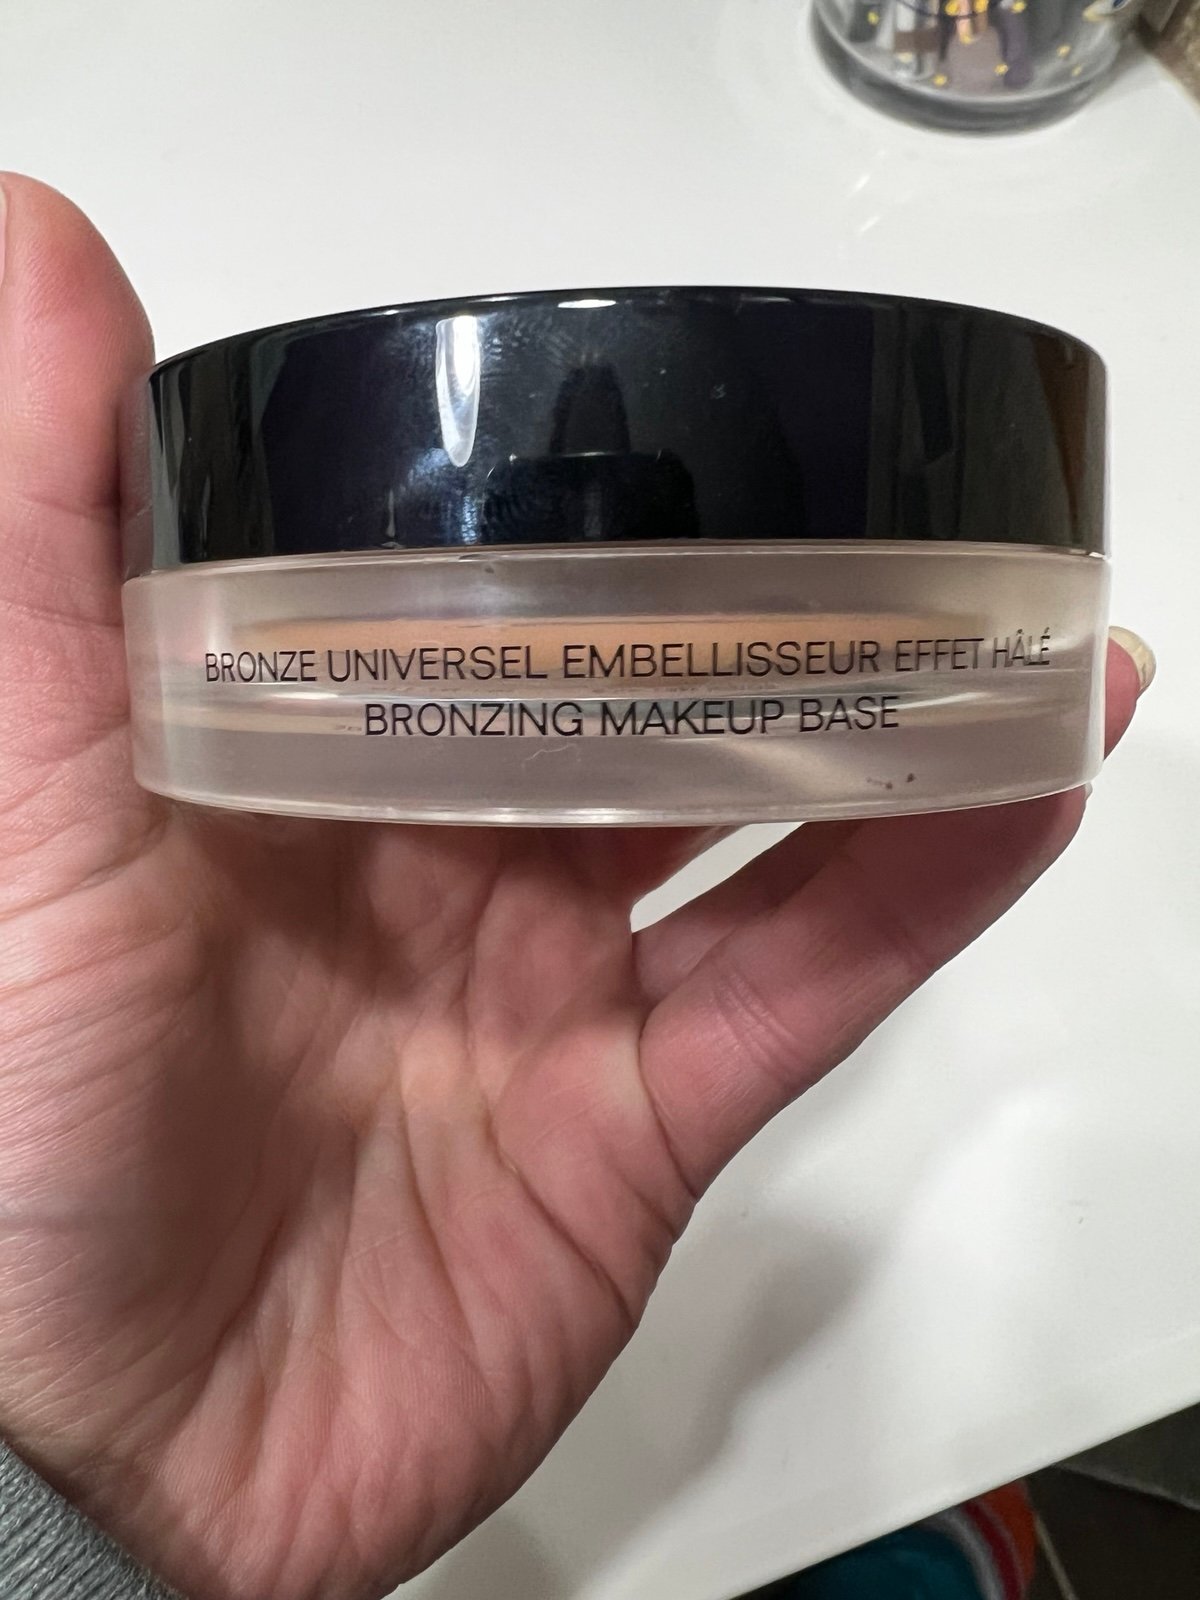 BRONZE UNIVERSEL EMBELLISSEUR EFFET HÂLÉ
BRONZING MAKEUP BASE